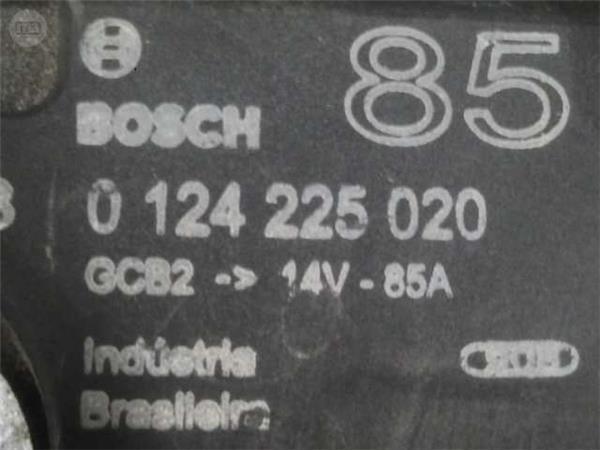 85
BOSCH
0 124 225 020
GCB2 -> 14V - 85A
Indústria
Brasileira